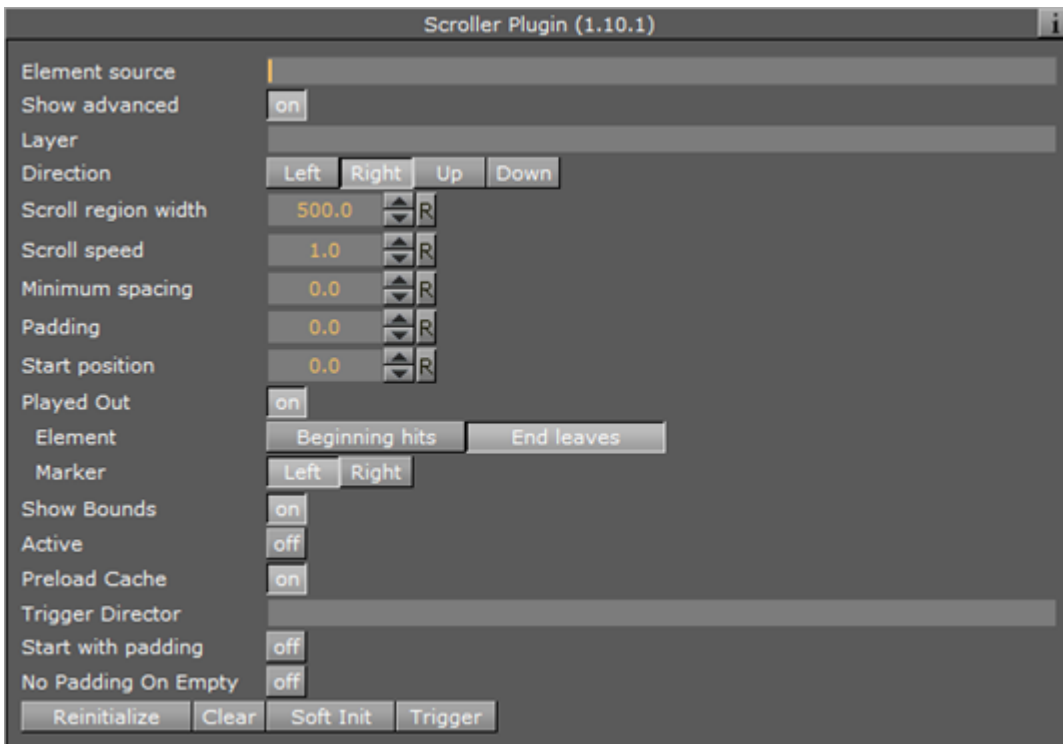 Scroller Plugin (1.10.1) i
Element source
Show advanced on
Layer
Direction Left Right Up Down
Scroll region width 500.0 R
Scroll speed 1.0 R
Minimum spacing 0.0 R
Padding 0.0 R
Start position 0.0 R
Played Out on
Element Beginning hits End leaves
Marker Left Right
Show Bounds on
Active off
Preload Cache on
Trigger Director
Start with padding off
No Padding On Empty off
Reinitialize Clear Soft Init Trigger